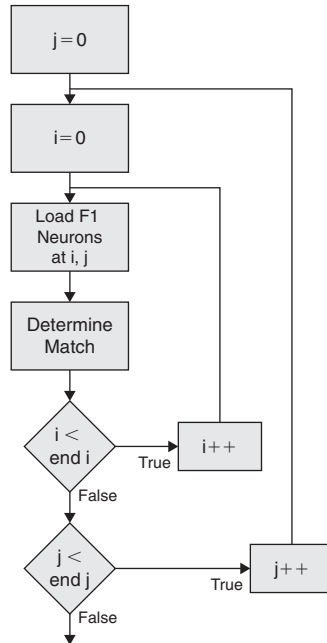 j=0
i=0
Load F1
Neurons
at i, j
Determine
Match
i <
end i
True
i++
False
j <
end j
True
j++
False